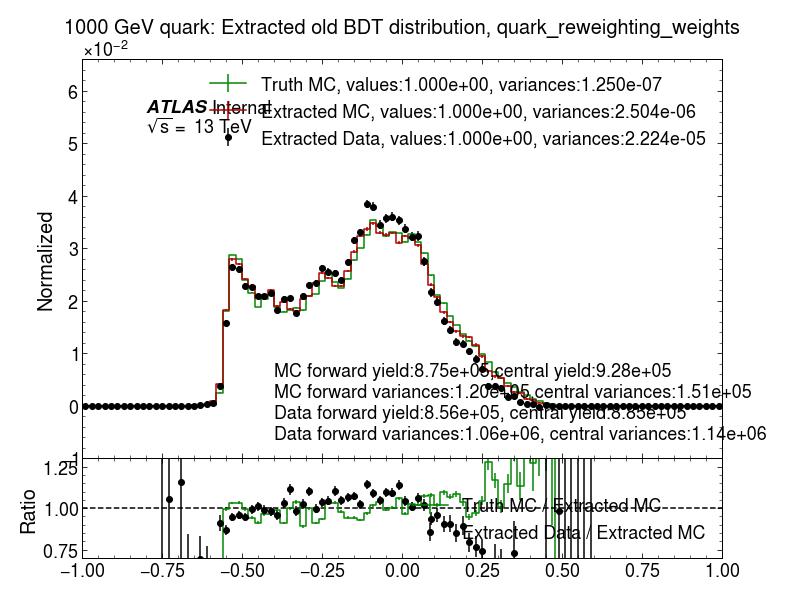 1000 GeV quark: Extracted old BDT distribution, quark_reweighting_weights
×10⁻²
Truth MC, values:1.000e+00, variances:1.250e-07
ATLAS Internal
Extracted MC, values:1.000e+00, variances:2.504e-06
√s = 13 TeV
Extracted Data, values:1.000e+00, variances:2.224e-05
6
5
4
3
2
1
0
1
Normalized
MC forward yield:8.75e+05, central yield:9.28e+05
MC forward variances:1.20e+05, central variances:1.51e+05
Data forward yield:8.56e+05, central yield:8.85e+05
Data forward variances:1.06e+06, central variances:1.14e+06
1.25
1.00
0.75
Ratio
Truth MC / Extracted MC
Extracted Data / Extracted MC
−1.00 −0.75 −0.50 −0.25 0.00 0.25 0.50 0.75 1.00